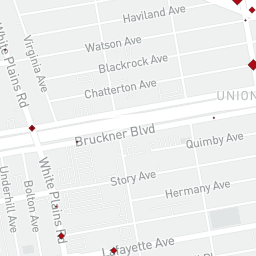 Haviland Ave
Virginia Ave
White Plains Rd
Watson Ave
Blackrock Ave
Chatterton Ave
UNION
Bruckner Blvd
Quimby Ave
Story Ave
Hermany Ave
Underhill Ave
Bolton Ave
White Plains Rd
Lafayette Ave